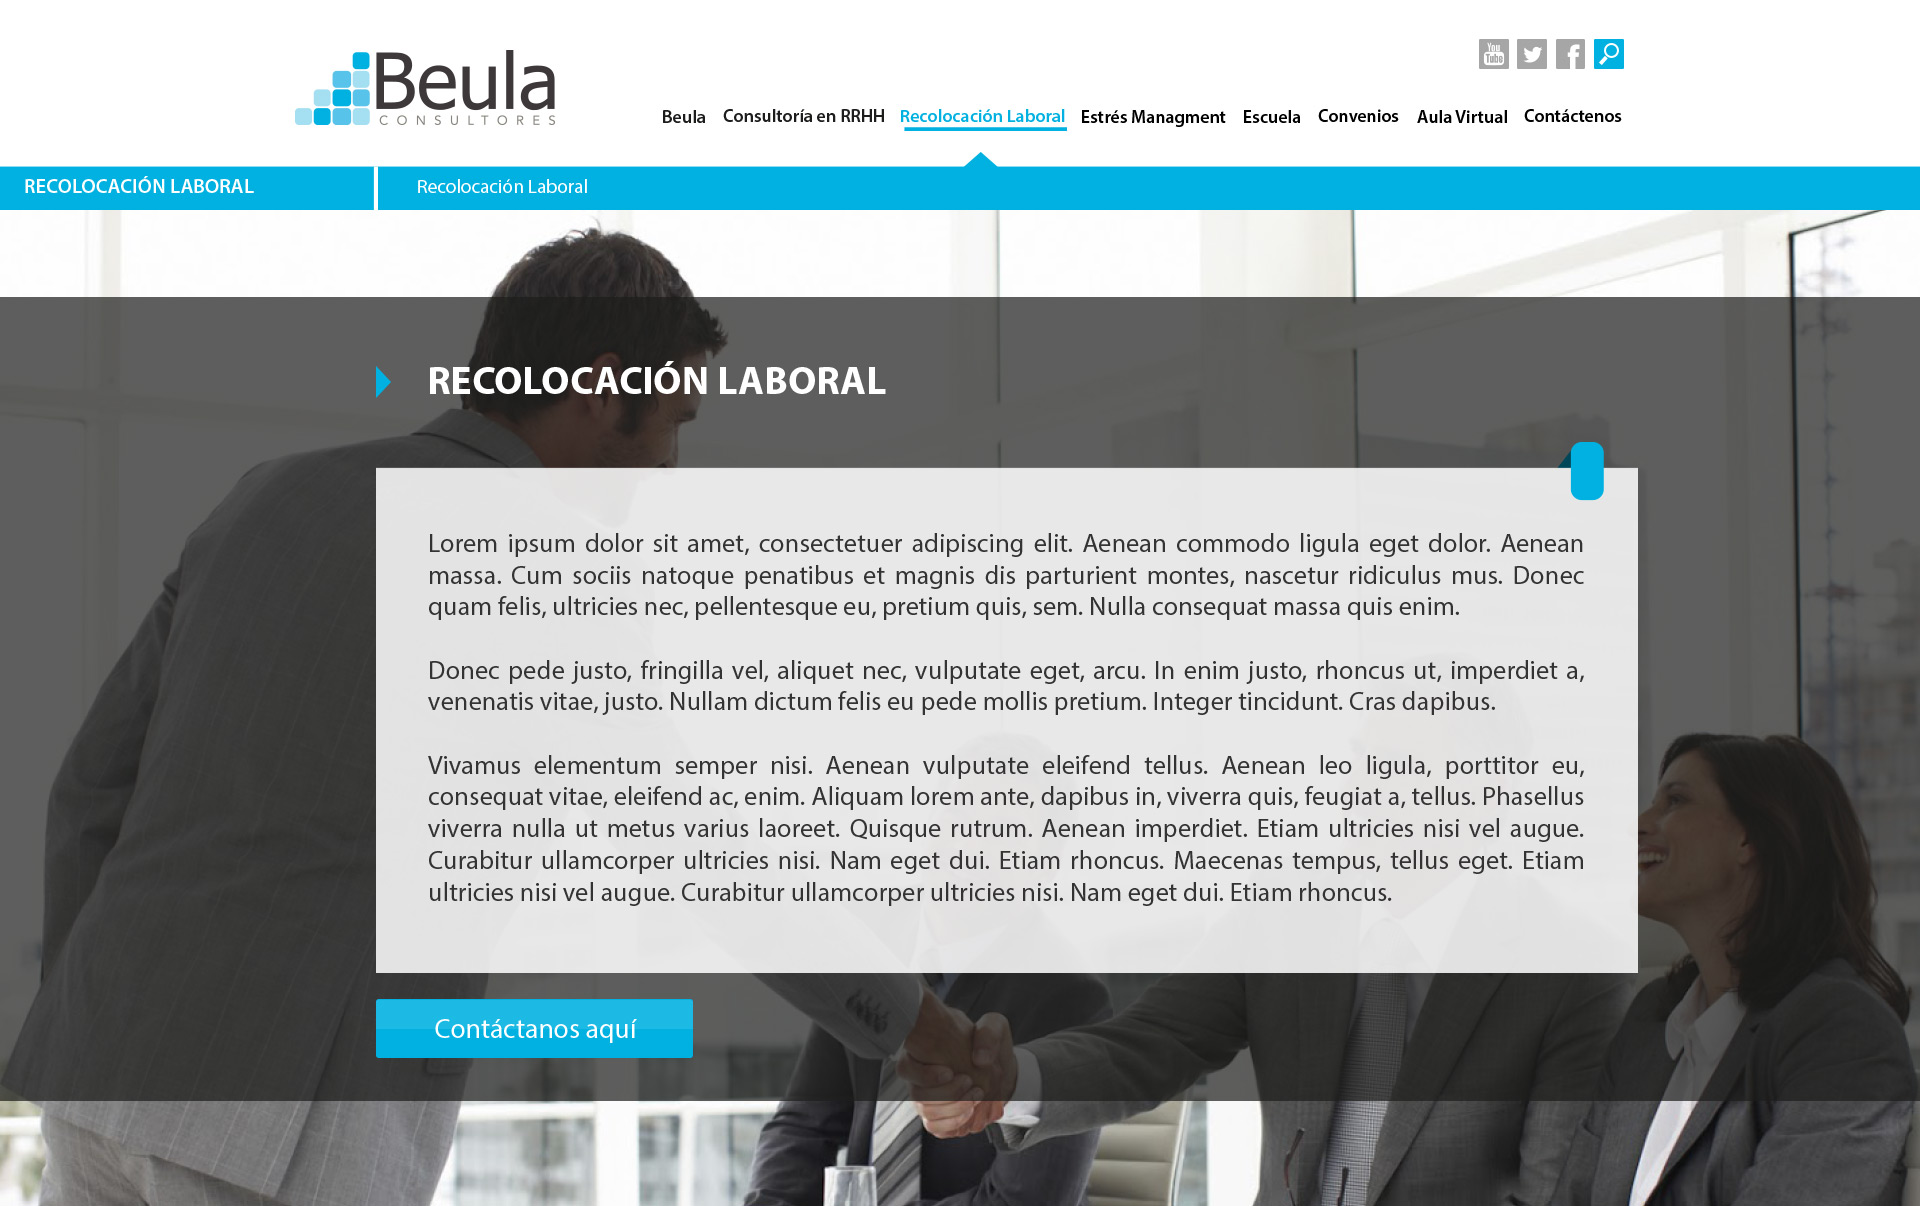 Beula
CONSULTORES
You
Tube
Beula Consultoría en RRHH Recolocación Laboral Estrés Managment Escuela Convenios Aula Virtual Contáctenos
RECOLOCACIÓN LABORAL Recolocación Laboral
RECOLOCACIÓN LABORAL
Lorem ipsum dolor sit amet, consectetuer adipiscing elit. Aenean commodo ligula eget dolor. Aenean
massa. Cum sociis natoque penatibus et magnis dis parturient montes, nascetur ridiculus mus. Donec
quam felis, ultricies nec, pellentesque eu, pretium quis, sem. Nulla consequat massa quis enim.
Donec pede justo, fringilla vel, aliquet nec, vulputate eget, arcu. In enim justo, rhoncus ut, imperdiet a,
venenatis vitae, justo. Nullam dictum felis eu pede mollis pretium. Integer tincidunt. Cras dapibus.
Vivamus elementum semper nisi. Aenean vulputate eleifend tellus. Aenean leo ligula, porttitor eu,
consequat vitae, eleifend ac, enim. Aliquam lorem ante, dapibus in, viverra quis, feugiat a, tellus. Phasellus
viverra nulla ut metus varius laoreet. Quisque rutrum. Aenean imperdiet. Etiam ultricies nisi vel augue.
Curabitur ullamcorper ultricies nisi. Nam eget dui. Etiam rhoncus. Maecenas tempus, tellus eget. Etiam
ultricies nisi vel augue. Curabitur ullamcorper ultricies nisi. Nam eget dui. Etiam rhoncus.
Contáctanos aquí